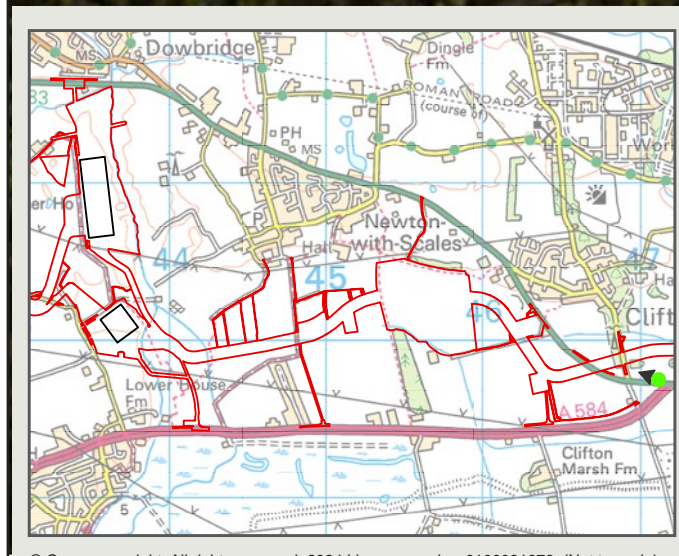 MS
Dowbridge
Dingle
Fm
83
ROMAN ROAD
(course of)
PH
MS
Work
er Ho
P
Newton-
with-Scales
Hall
44
45
46
47
Ha
Clift
Lower House
Fm
A 584
Clifton
Marsh Fm
H
5